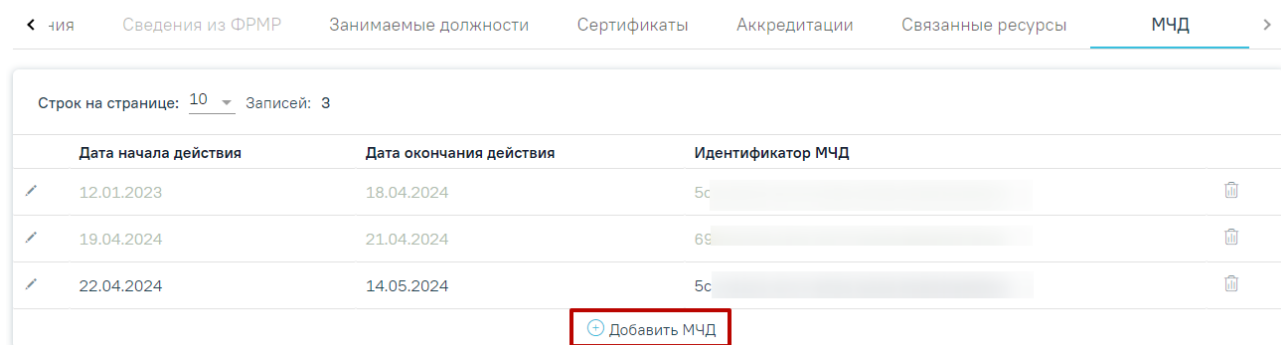 ния Сведения из ФРМР Занимаемые должности Сертификаты Аккредитации Связанные ресурсы МЧД
Строк на странице: 10 Записей: 3
Дата начала действия Дата окончания действия Идентификатор МЧД
12.01.2023 18.04.2024 5c
19.04.2024 21.04.2024 69
22.04.2024 14.05.2024 5c
Добавить МЧД